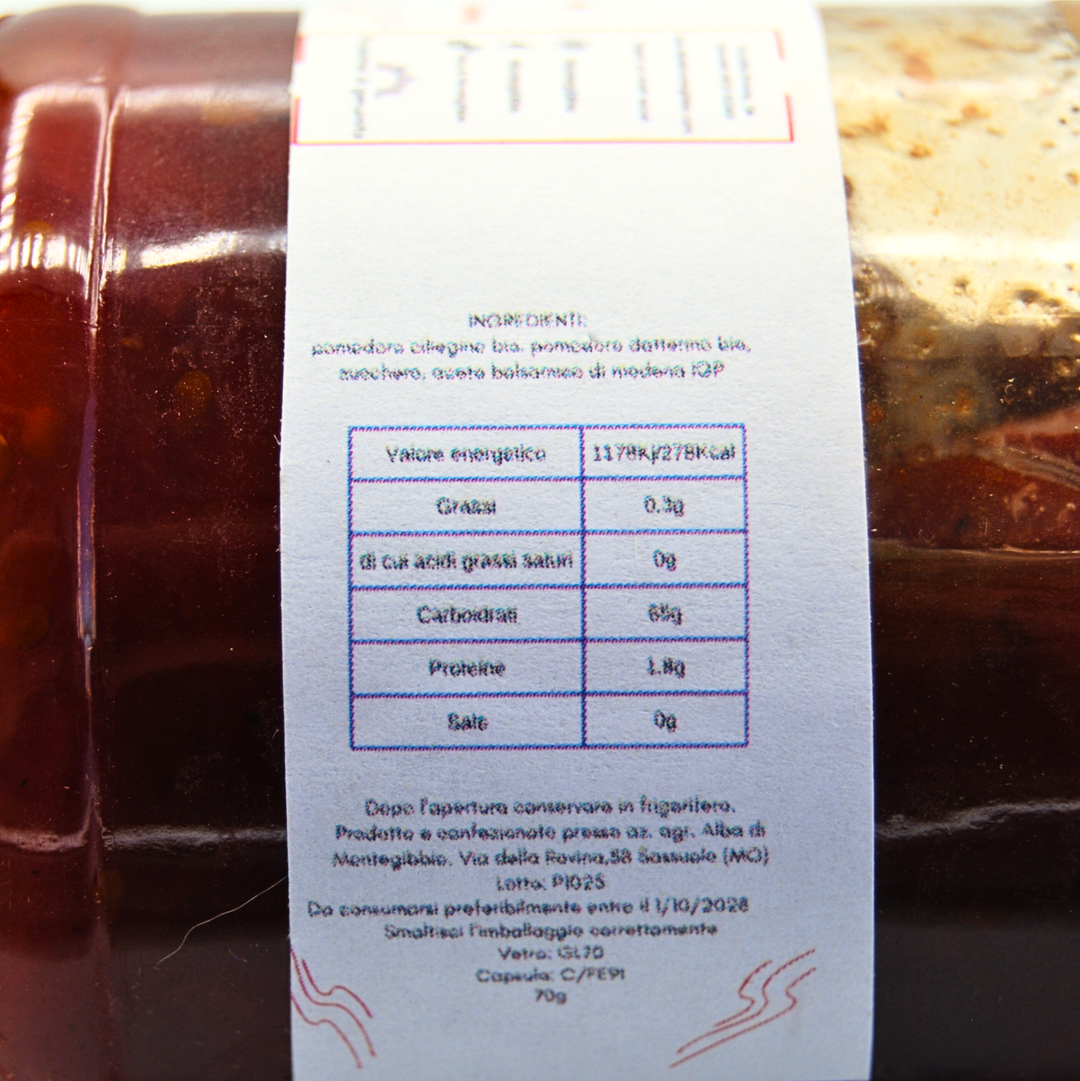 INGREDIENTI:
pomodoro ciliegino bio, pomodoro datterino bio,
zucchero, aceto balsamico di modena IGP
Valore energetico 1178Kj/278Kcal
Grassi 0.3g
di cui acidi grassi saturi 0g
Carboidrati 65g
Proteine 1.8g
Sale 0g
Dopo l'apertura conservare in frigorifero.
Prodotto e confezionato presso az. agr. Alba di
Montegibbio. Via della Rovina,58 Sassuolo (MO)
Lotto: P1025
Da consumarsi preferibilmente entro il 1/10/2028
Smaltisci l'imballaggio correttamente
Vetro: GL70
Capsula: C/FE91
70g